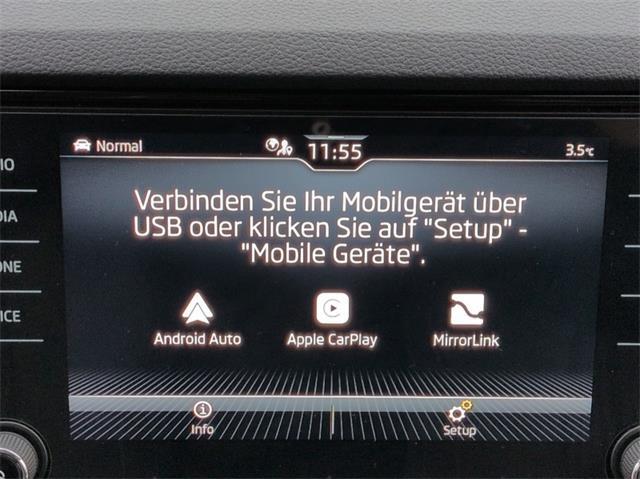 Normal 11:55 3.5°C
Verbinden Sie Ihr Mobilgerät über
USB oder klicken Sie auf "Setup" -
"Mobile Geräte".
Android Auto Apple CarPlay MirrorLink
Info Setup